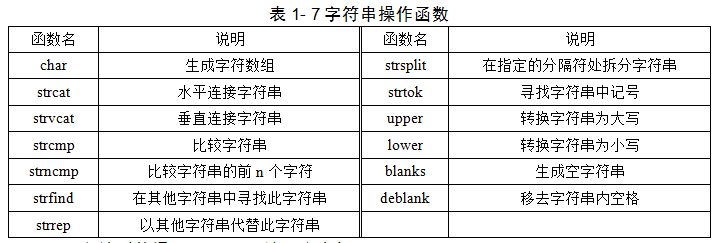 表 1- 7 字符串操作函数
函数名 说明 函数名 说明
char 生成字符数组 strsplit 在指定的分隔符处拆分字符串
strcat 水平连接字符串 strtok 寻找字符串中记号
strvcat 垂直连接字符串 upper 转换字符串为大写
strcmp 比较字符串 lower 转换字符串为小写
strncmp 比较字符串的前 n 个字符 blanks 生成空字符串
strfind 在其他字符串中寻找此字符串 deblank 移去字符串内空格
strrep 以其他字符串代替此字符串